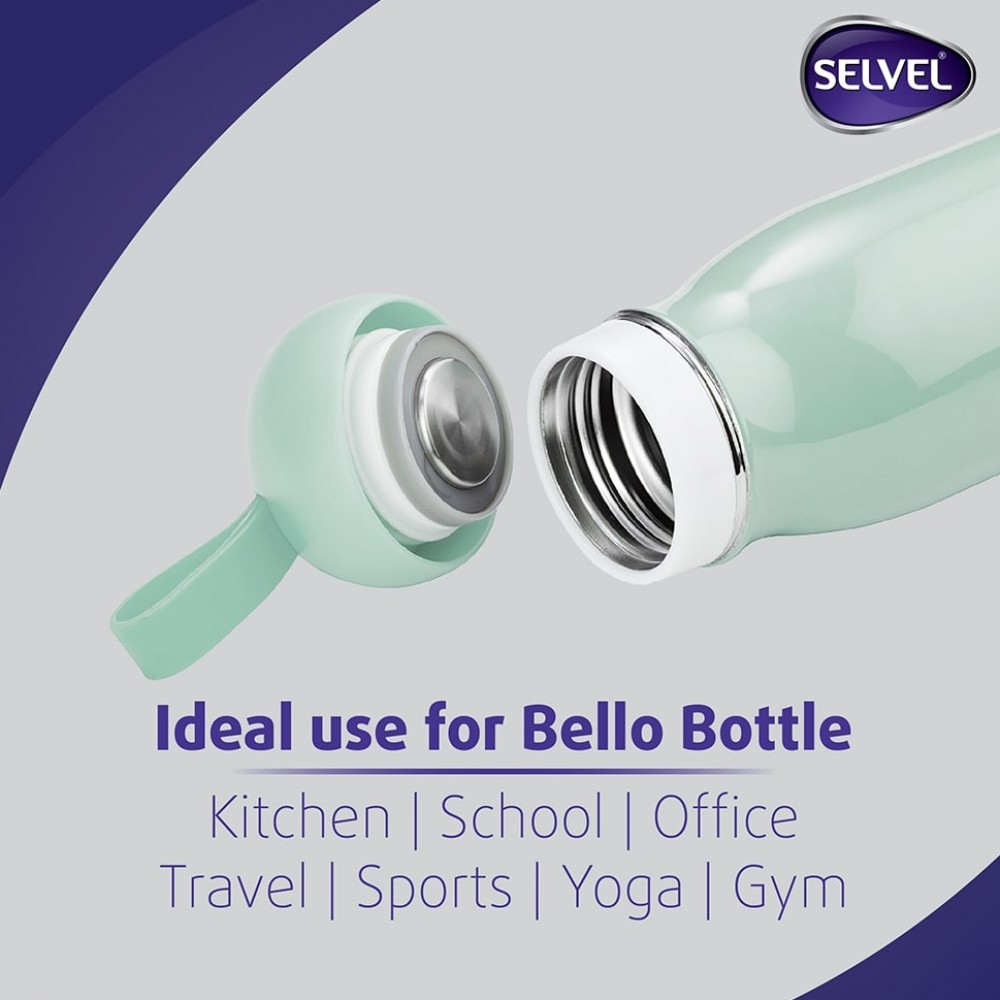 SELVEL®
Ideal use for Bello Bottle
Kitchen | School | Office
Travel | Sports | Yoga | Gym